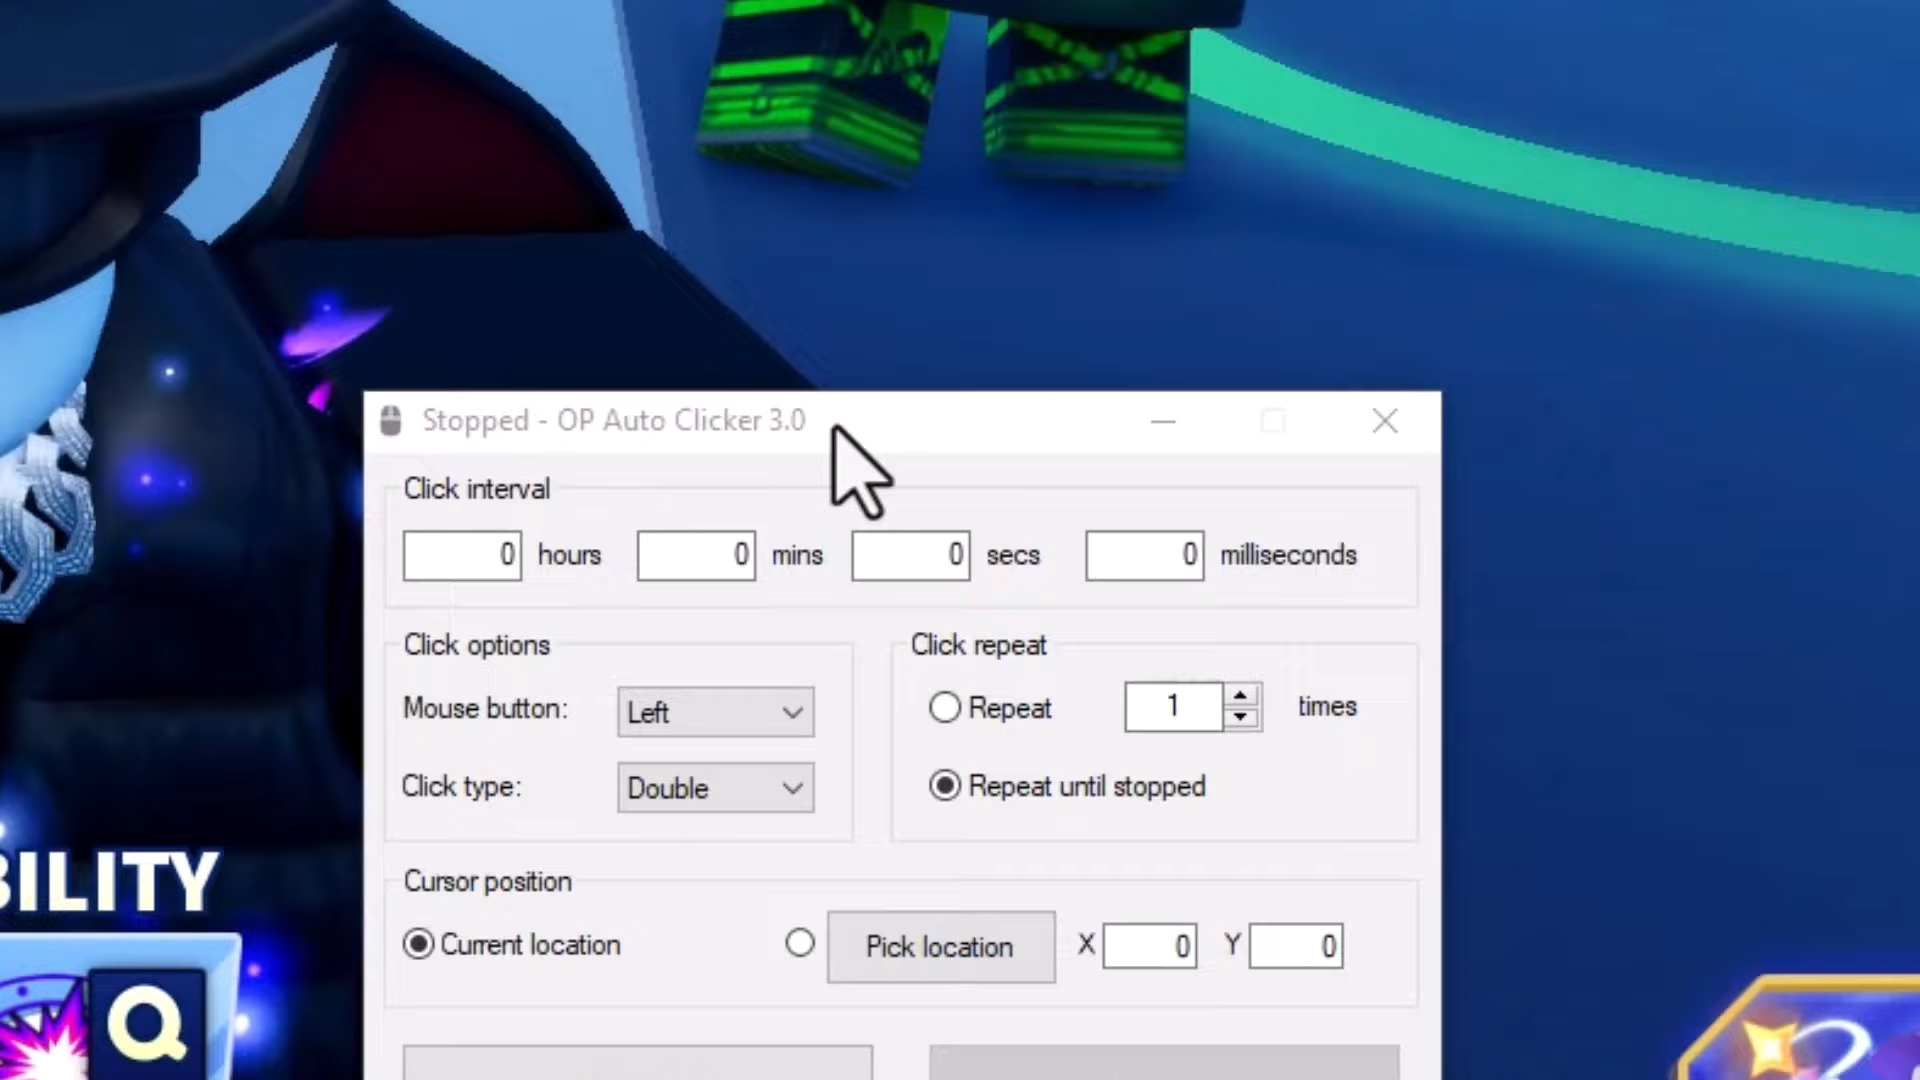 Stopped - OP Auto Clicker 3.0
Click interval
0 hours 0 mins 0 secs 0 milliseconds
Click options
Mouse button: Left
Click type: Double
Click repeat
Repeat 1 times
Repeat until stopped
Cursor position
Current location Pick location X 0 Y 0
BILITY
Q